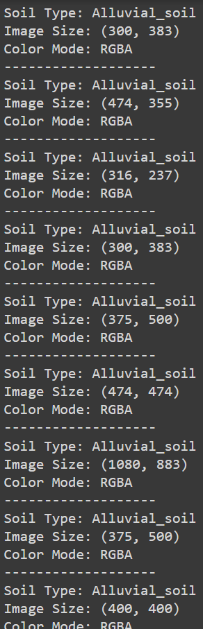 Soil Type: Alluvial_soil
Image Size: (300, 383)
Color Mode: RGBA
-------------------
Soil Type: Alluvial_soil
Image Size: (474, 355)
Color Mode: RGBA
-------------------
Soil Type: Alluvial_soil
Image Size: (316, 237)
Color Mode: RGBA
-------------------
Soil Type: Alluvial_soil
Image Size: (300, 383)
Color Mode: RGBA
-------------------
Soil Type: Alluvial_soil
Image Size: (375, 500)
Color Mode: RGBA
-------------------
Soil Type: Alluvial_soil
Image Size: (474, 474)
Color Mode: RGBA
-------------------
Soil Type: Alluvial_soil
Image Size: (1080, 883)
Color Mode: RGBA
-------------------
Soil Type: Alluvial_soil
Image Size: (375, 500)
Color Mode: RGBA
-------------------
Soil Type: Alluvial_soil
Image Size: (400, 400)
Color Mode: RGBA